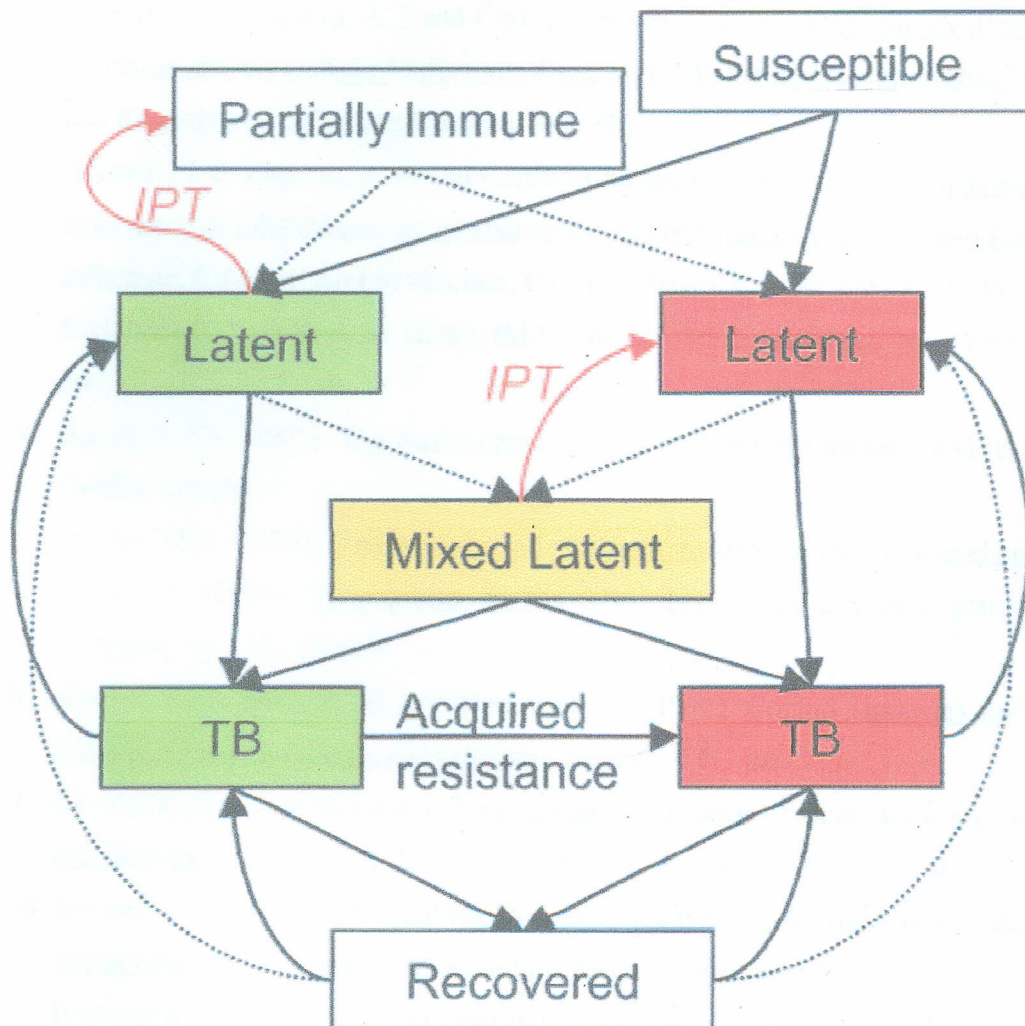 Susceptible
Partially Immune
IPT
Latent
Latent
IPT
Mixed Latent
TB
Acquired
resistance
TB
Recovered